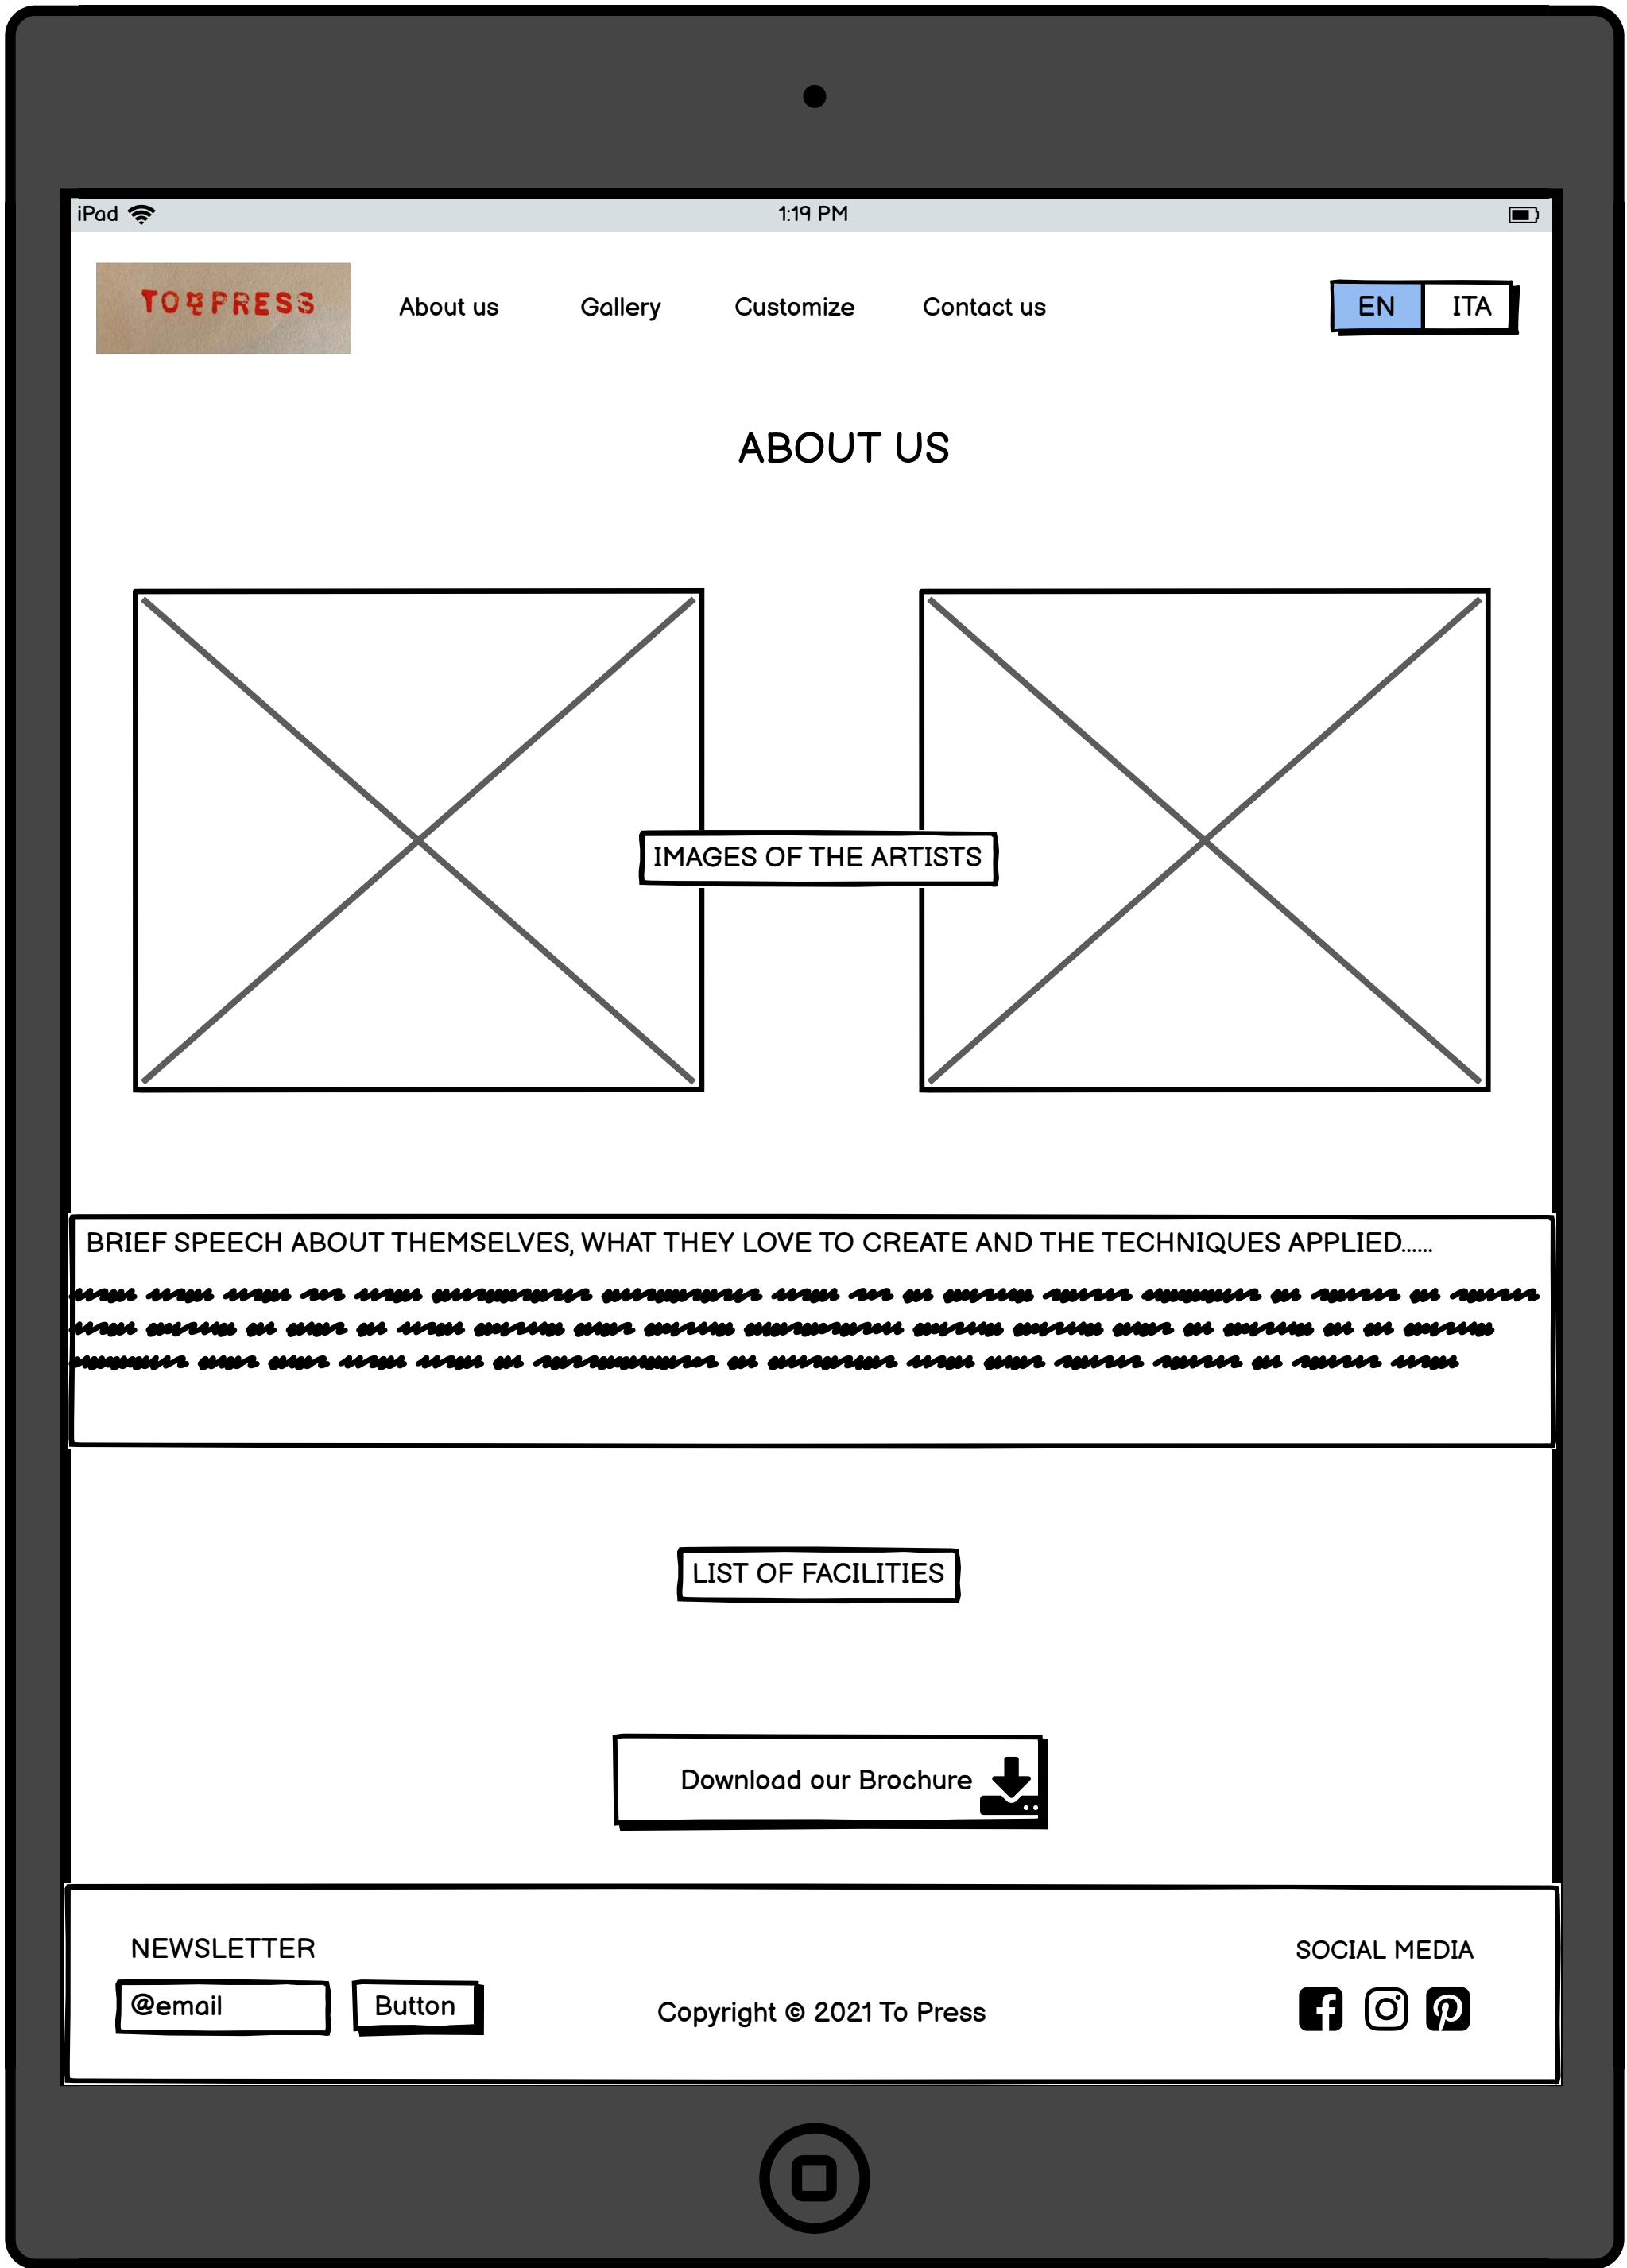 iPad 1:19 PM
TO PRESS About us Gallery Customize Contact us EN ITA
ABOUT US
IMAGES OF THE ARTISTS
BRIEF SPEECH ABOUT THEMSELVES, WHAT THEY LOVE TO CREATE AND THE TECHNIQUES APPLIED......
LIST OF FACILITIES
Download our Brochure
NEWSLETTER SOCIAL MEDIA
@email Button Copyright © 2021 To Press